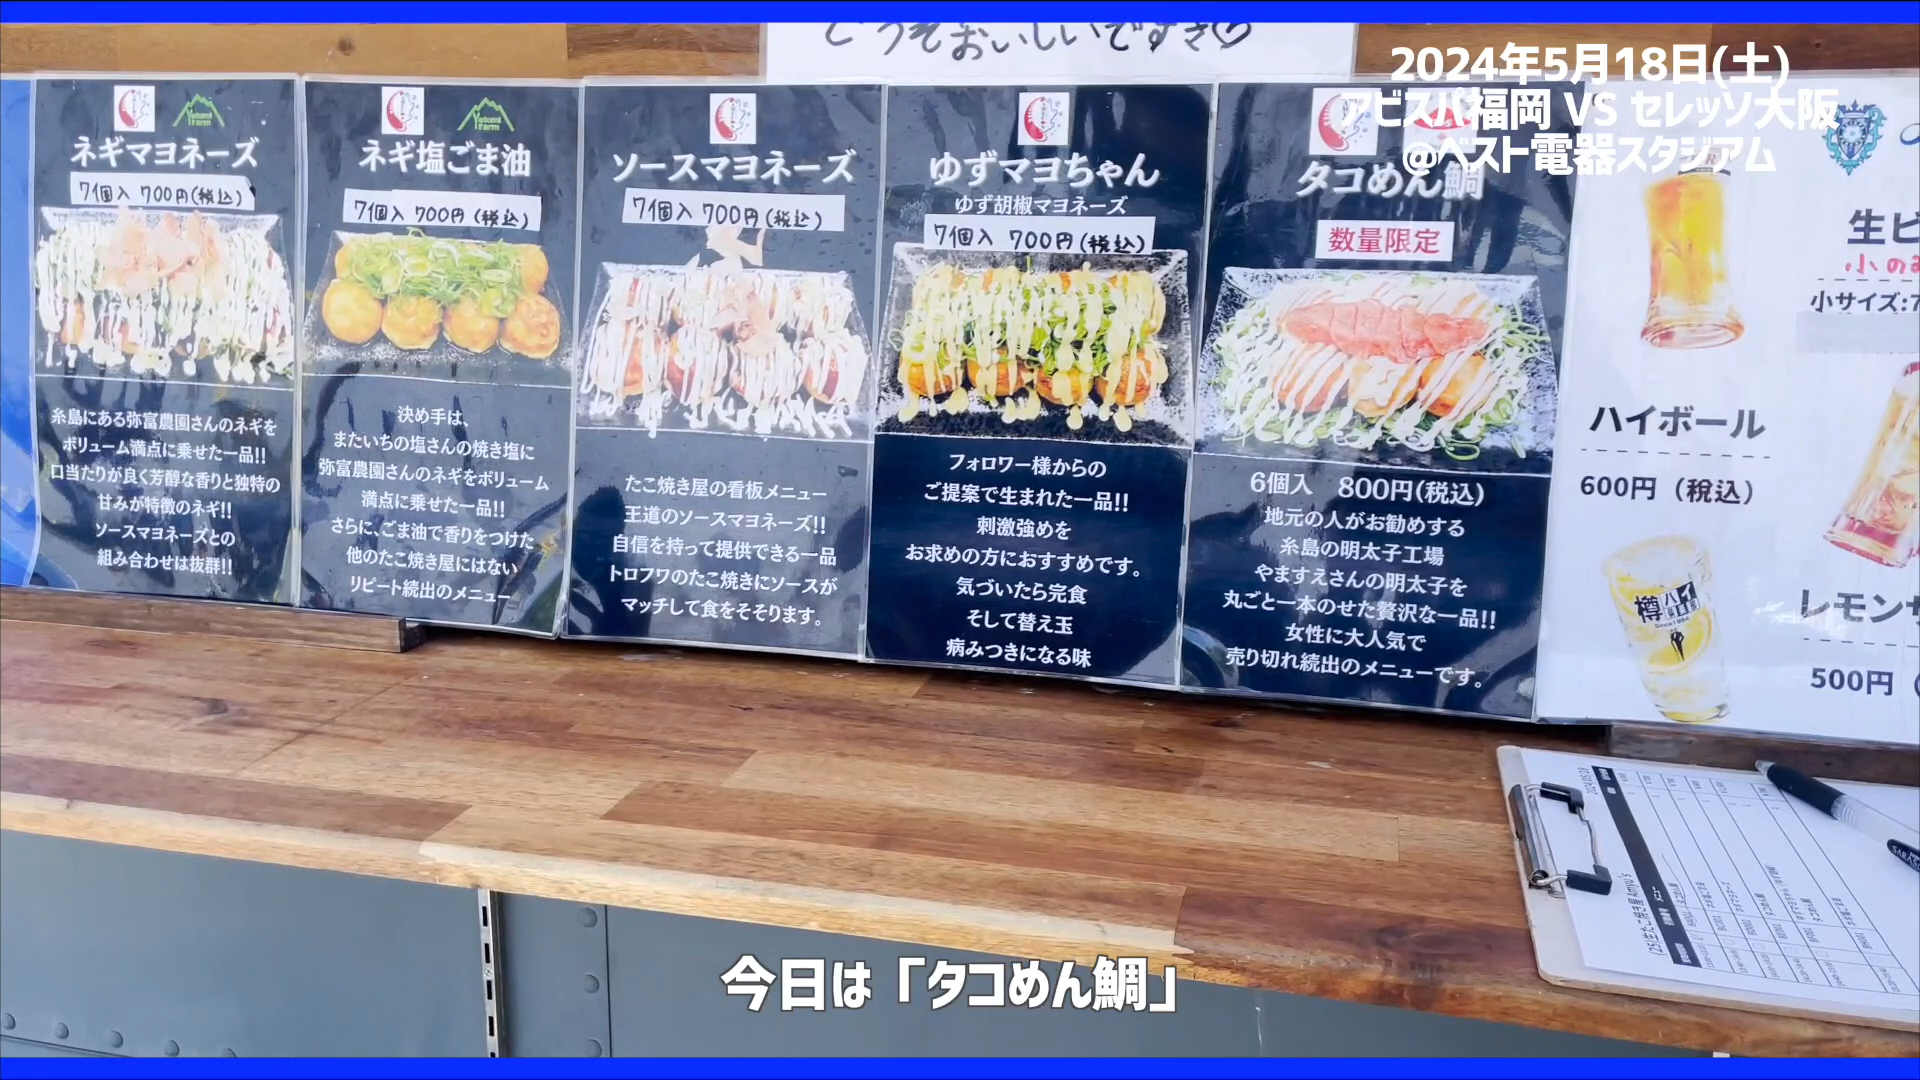 どうぞおいしいですき♡
2024年5月18日(土)
アビスパ福岡 VS セレッソ大阪
@ベスト電器スタジアム
Yatomi Farm
ネギマヨネーズ
7個入 700円(税込)
糸島にある弥富農園さんのネギを
ボリューム満点に乗せた一品!!
口当たりが良く芳醇な香りと独特の
甘みが特徴のネギ!!
ソースマヨネーズとの
組み合わせは抜群!!
Yatomi Farm
ネギ塩ごま油
7個入 700円(税込)
決め手は、
またいちの塩さんの焼き塩に
弥富農園さんのネギをボリューム
満点に乗せた一品!!
さらに、ごま油で香りをつけた
他のたこ焼き屋にはない
リピート続出のメニュー
ソースマヨネーズ
7個入 700円(税込)
たこ焼き屋の看板メニュー
王道のソースマヨネーズ!!
自信を持って提供できる一品
トロフワのたこ焼きにソースが
マッチして食をそそります。
ゆずマヨちゃん
ゆず胡椒マヨネーズ
7個入 700円(税込)
フォロワー様からの
ご提案で生まれた一品!!
刺激強めを
お求めの方におすすめです。
気づいたら完食
そして替え玉
病みつきになる味
タコめん鯛
数量限定
6個入 800円(税込)
地元の人がお勧めする
糸島の明太子工場
やますえさんの明太子を
丸ごと一本のせた贅沢な一品!!
女性に大人気で
売り切れ続出のメニューです。
生ビ
小サイズ:7
ハイボール
600円(税込)
樽ハイ
レモンサ
500円(
今日は「タコめん鯛」